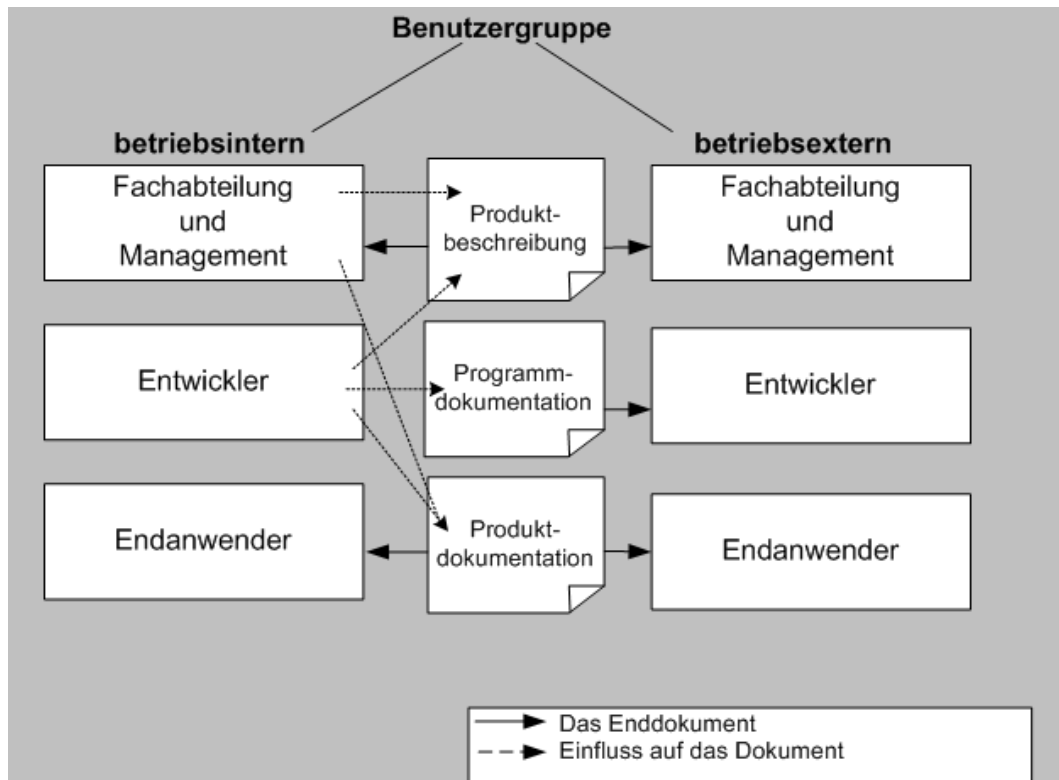 Benutzergruppe
betriebsintern
betriebsextern
Fachabteilung
und
Management
Produkt-
beschreibung
Fachabteilung
und
Management
Entwickler
Programm-
dokumentation
Entwickler
Endanwender
Produkt-
dokumentation
Endanwender
Das Enddokument
Einfluss auf das Dokument